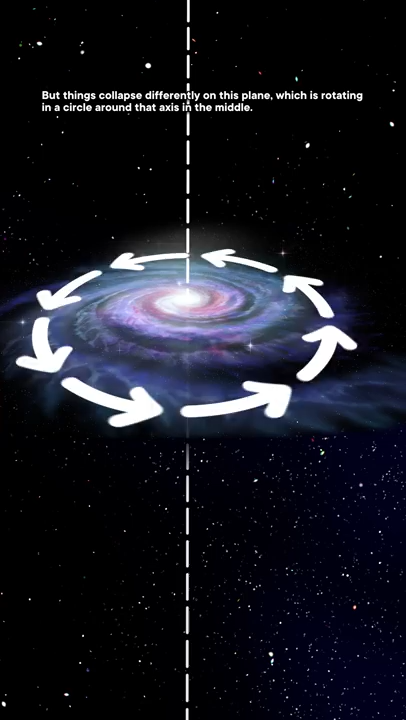 But things collapse differently on this plane, which is rotating
in a circle around that axis in the middle.